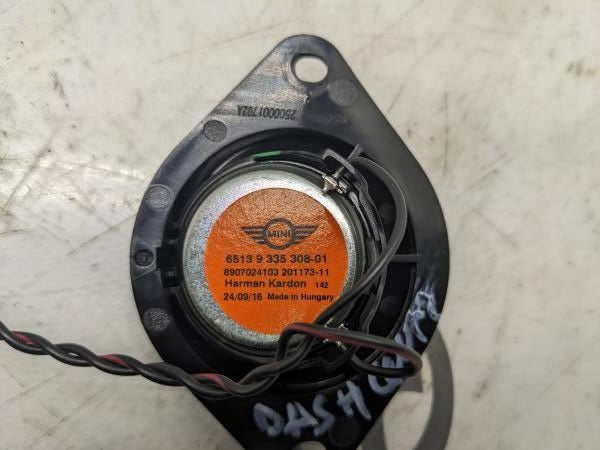 2500001702A
MINI
6513 9 335 308-01
8907024103 201173-11
Harman Kardon 142
24/09/16 Made in Hungary
DASH